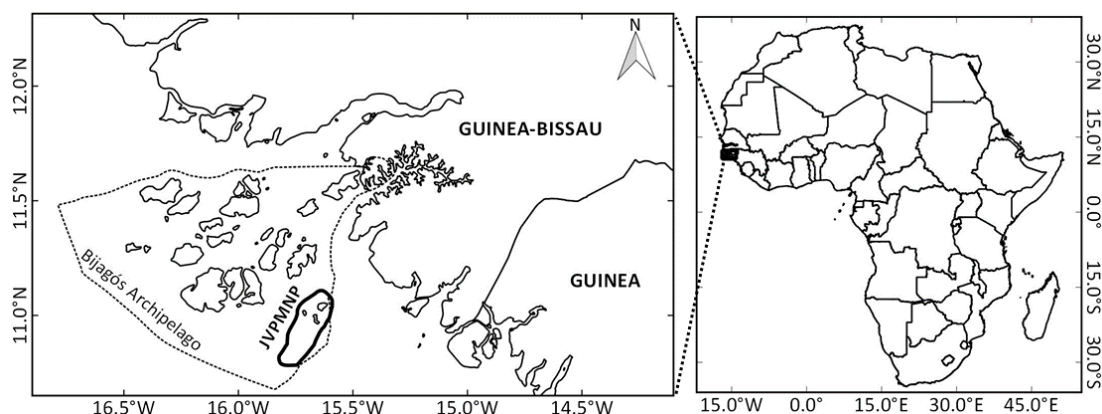 N
12.0°N
11.5°N
11.0°N
GUINEA-BISSAU
GUINEA
Bijagós Archipelago
JVPMNP
16.5°W
16.0°W
15.5°W
15.0°W
14.5°W
30.0°N
15.0°N
0.0°
15.0°S
30.0°S
15.0°W
0.0°
15.0°E
30.0°E
45.0°E